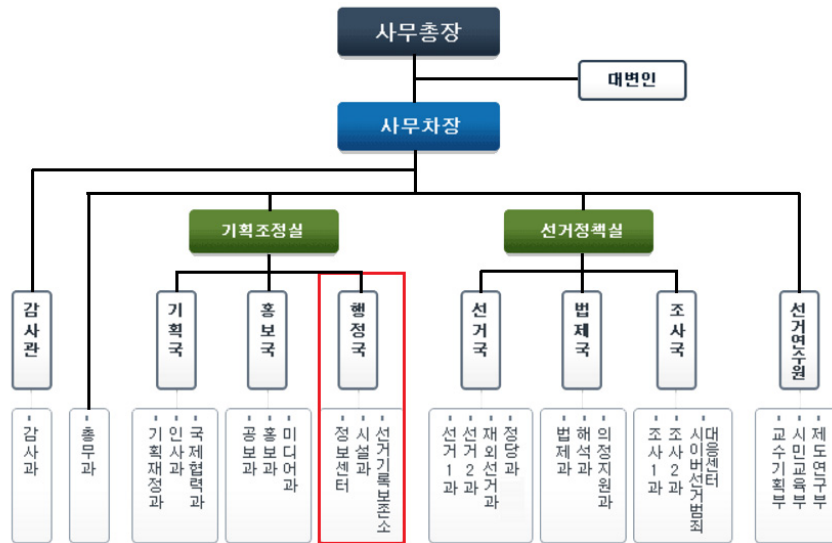 사무총장
대변인
사무차장
기획조정실
선거정책실
감사관
기획국
홍보국
행정국
선거국
법제국
조사국
선거연수원
감사과
총무과
기획재정과
인사과
국제협력과
공보과
홍보과
미디어과
정보센터
시설과
선거기록보존소
선거1과
선거2과
재외선거과
정당과
법제과
해석과
의정지원과
조사1과
조사2과
사이버선거범죄
대응센터
교수기획부
시민교육부
제도연구부